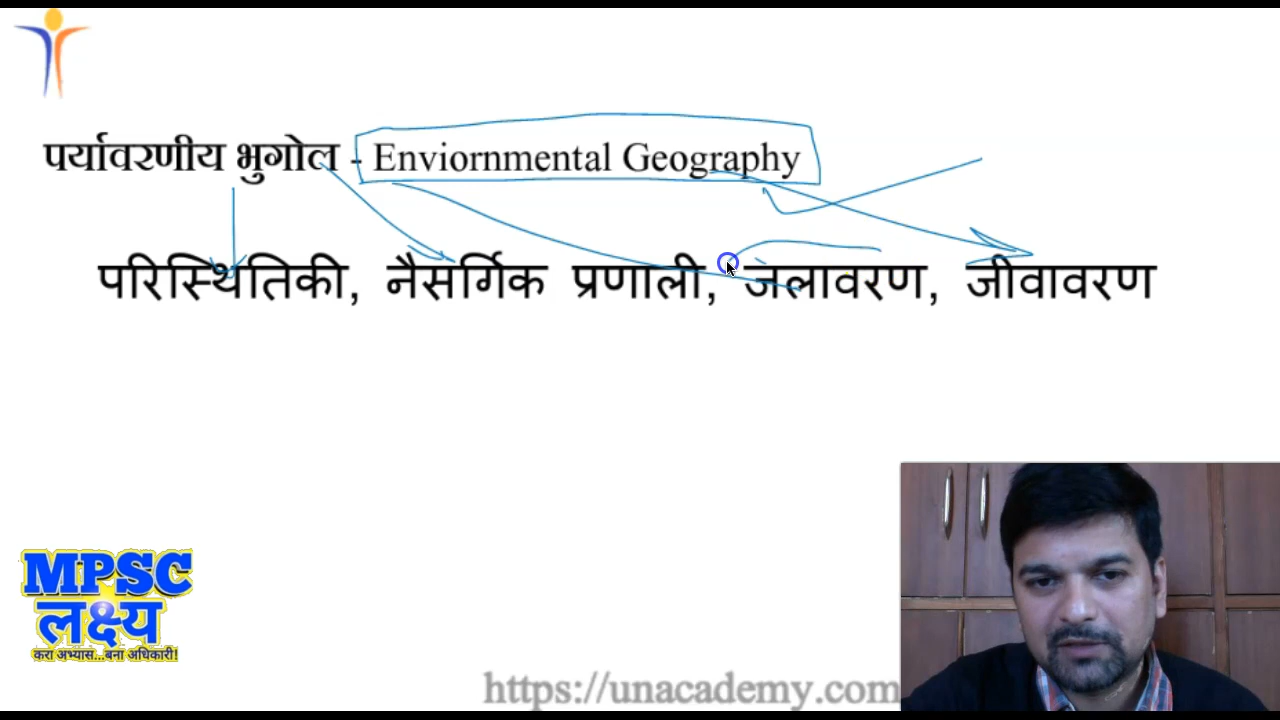 पर्यावरणीय भुगोल - Enviornmental Geography
परिस्थितिकी, नैसर्गिक प्रणाली, जलावरण, जीवावरण
MPSC
लक्ष्य
करा अभ्यास...बना अधिकारी!
https://unacademy.com